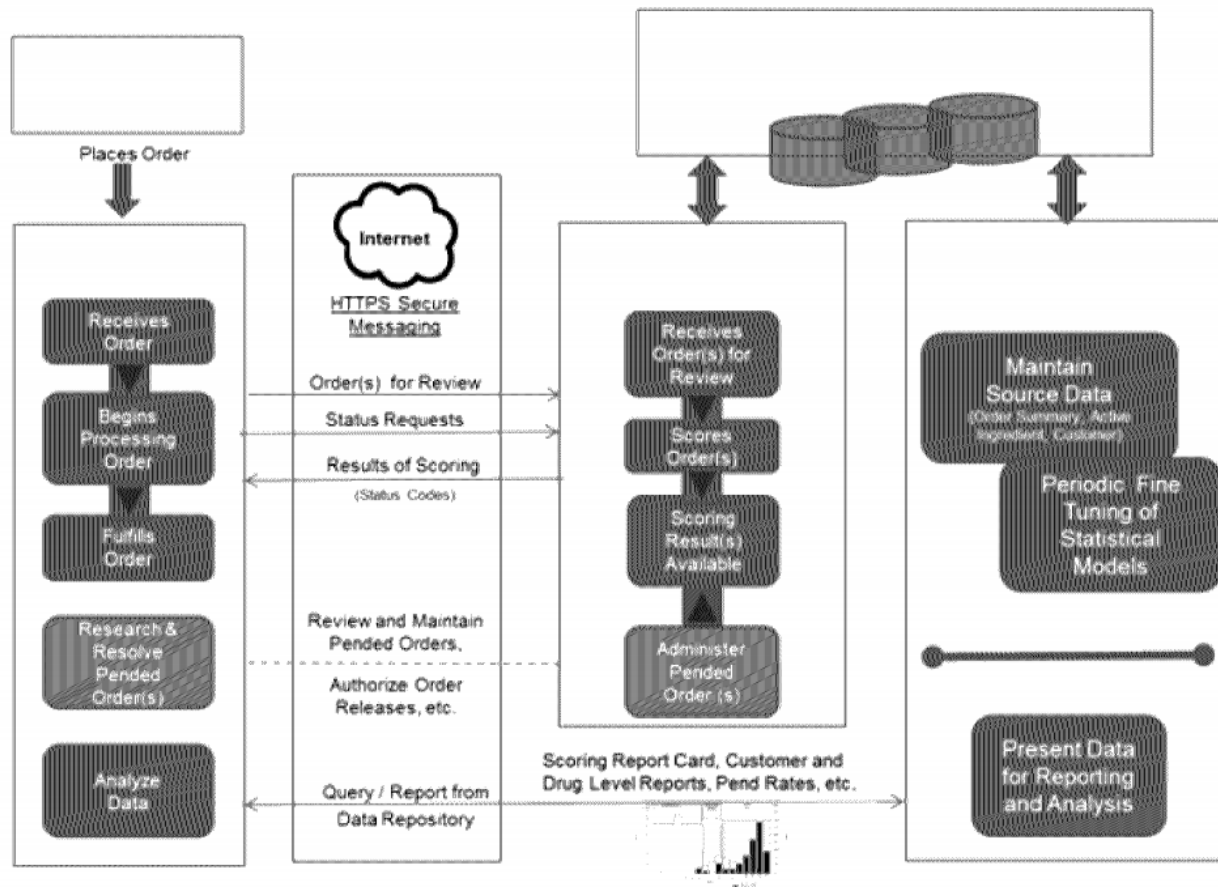 Places Order
Receives
Order
Begins
Processing
Order
Fulfills
Order
Research &
Resolve
Pended
Order(s)
Analyze
Data
Internet
HTTPS Secure
Messaging
Order(s) for Review
Status Requests
Results of Scoring
(Status Codes)
Review and Maintain
Pended Orders,
Authorize Order
Releases, etc.
Query / Report from
Data Repository
Receives
Order(s) for
Review
Scores
Order(s)
Scoring
Result(s)
Available
Administer
Pended
Order (s)
Scoring Report Card, Customer and
Drug Level Reports, Pend Rates, etc.
Maintain
Source Data
(Order Summary, Active
Ingredient, Customer)
Periodic Fine
Tuning of
Statistical
Models
Present Data
for Reporting
and Analysis